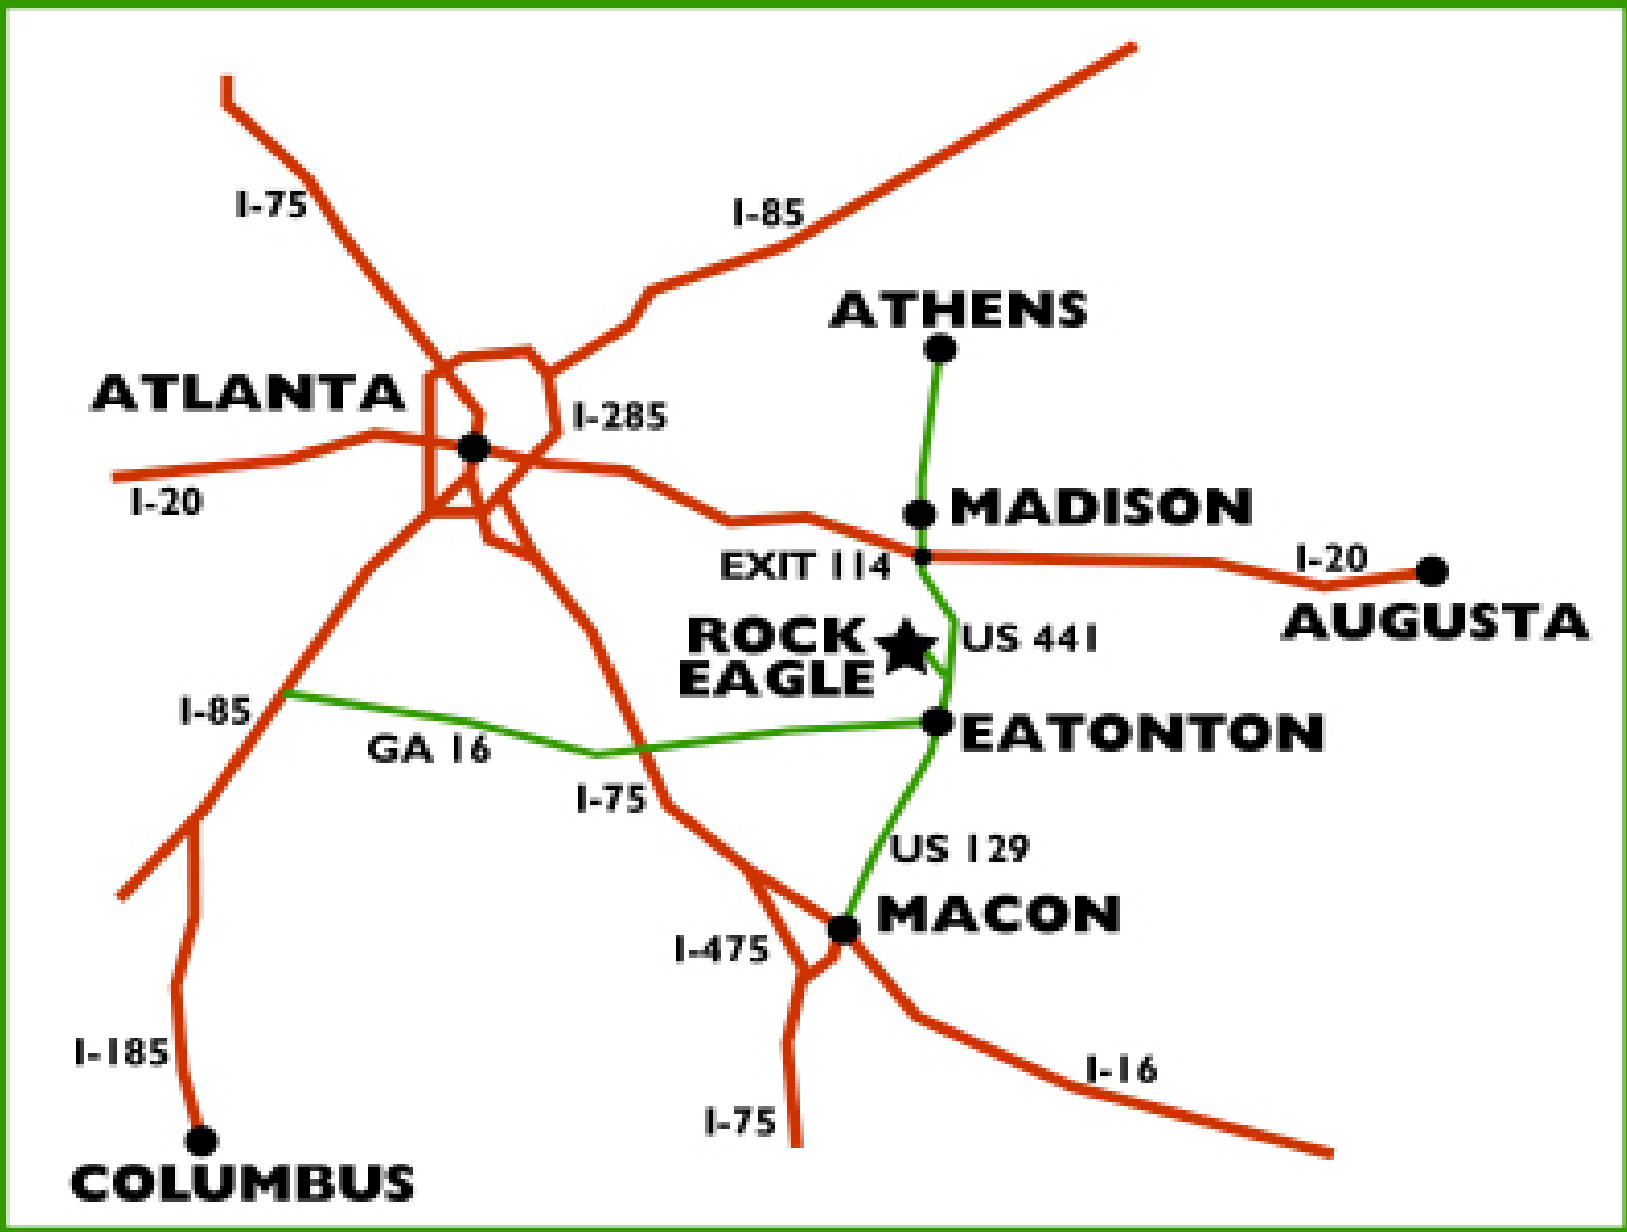 I-75
I-85
ATHENS
ATLANTA
I-285
I-20
MADISON
EXIT 114
I-20
AUGUSTA
ROCK
EAGLE
US 441
I-85
GA 16
EATONTON
I-75
US 129
MACON
I-475
I-185
I-16
I-75
COLUMBUS